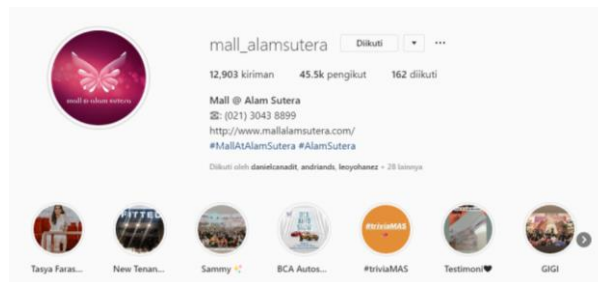 mall_alamsutera Diikuti
12,903 kiriman 45.5k pengikut 162 diikuti
Mall @ Alam Sutera
☎: (021) 3043 8899
http://www.mallalamsutera.com/
#MallAtAlamSutera #AlamSutera
Diikuti oleh danielcanadit, andriands, leoyohanez + 28 lainnya
mall @ alam sutera
FITTED
#triviaMAS
Tasya Faras... New Tenan... Sammy BCA Autos... #triviaMAS Testimoni🖤 GIGI